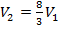 V₂ = 8/3 V₁